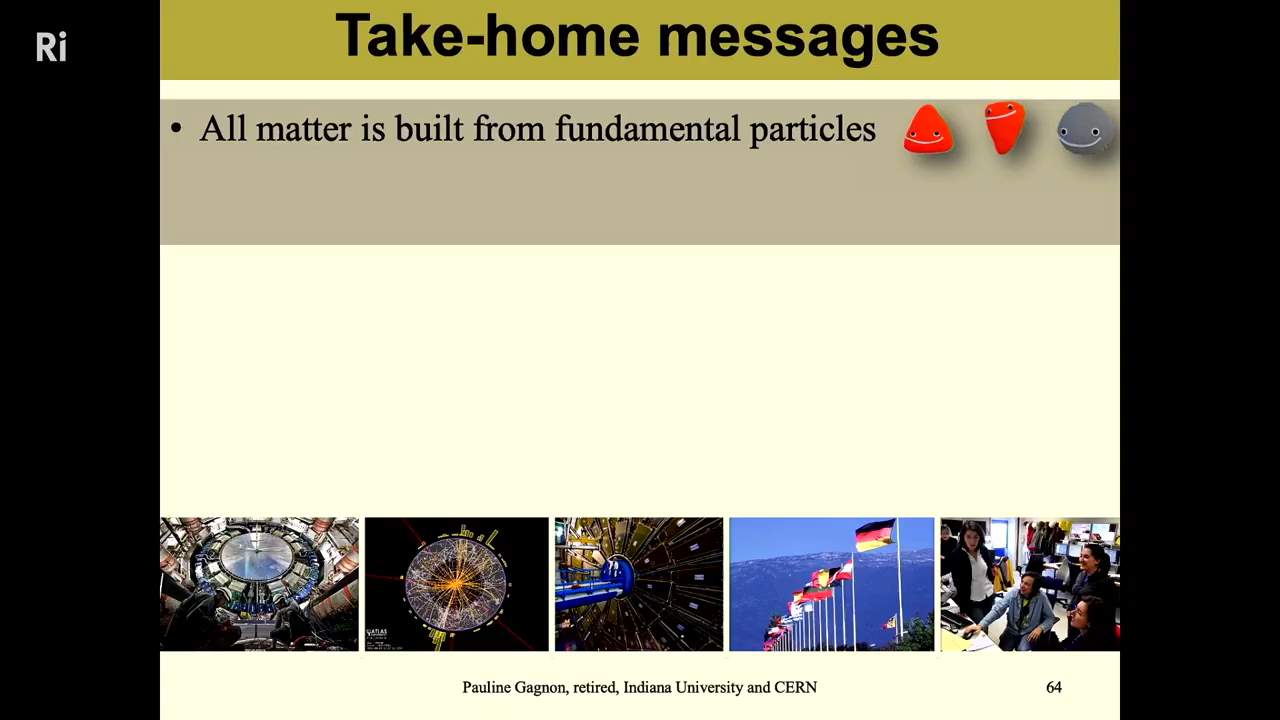 Ri
Take-home messages
• All matter is built from fundamental particles
ATLAS
Pauline Gagnon, retired, Indiana University and CERN
64